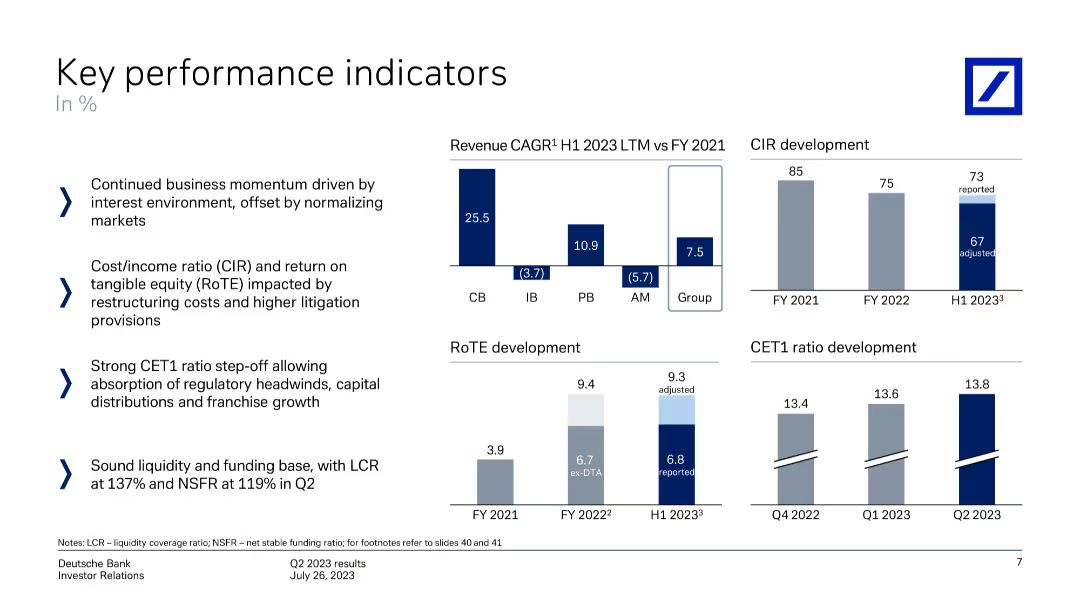 Key performance indicators
In %
Continued business momentum driven by
interest environment, offset by normalizing
markets
Cost/income ratio (CIR) and return on
tangible equity (RoTE) impacted by
restructuring costs and higher litigation
provisions
Strong CET1 ratio step-off allowing
absorption of regulatory headwinds, capital
distributions and franchise growth
Sound liquidity and funding base, with LCR
at 137% and NSFR at 119% in Q2
Revenue CAGR¹ H1 2023 LTM vs FY 2021
25.5
(3.7)
10.9
(5.7)
7.5
CB IB PB AM Group
CIR development
85
75
73
reported
67
adjusted
FY 2021 FY 2022 H1 2023³
RoTE development
3.9
9.4
6.7
ex-DTA
9.3
adjusted
6.8
reported
FY 2021 FY 2022² H1 2023³
CET1 ratio development
13.4
13.6
13.8
Q4 2022 Q1 2023 Q2 2023
Notes: LCR – liquidity coverage ratio; NSFR – net stable funding ratio; for footnotes refer to slides 40 and 41
Deutsche Bank
Investor Relations
Q2 2023 results
July 26, 2023
7